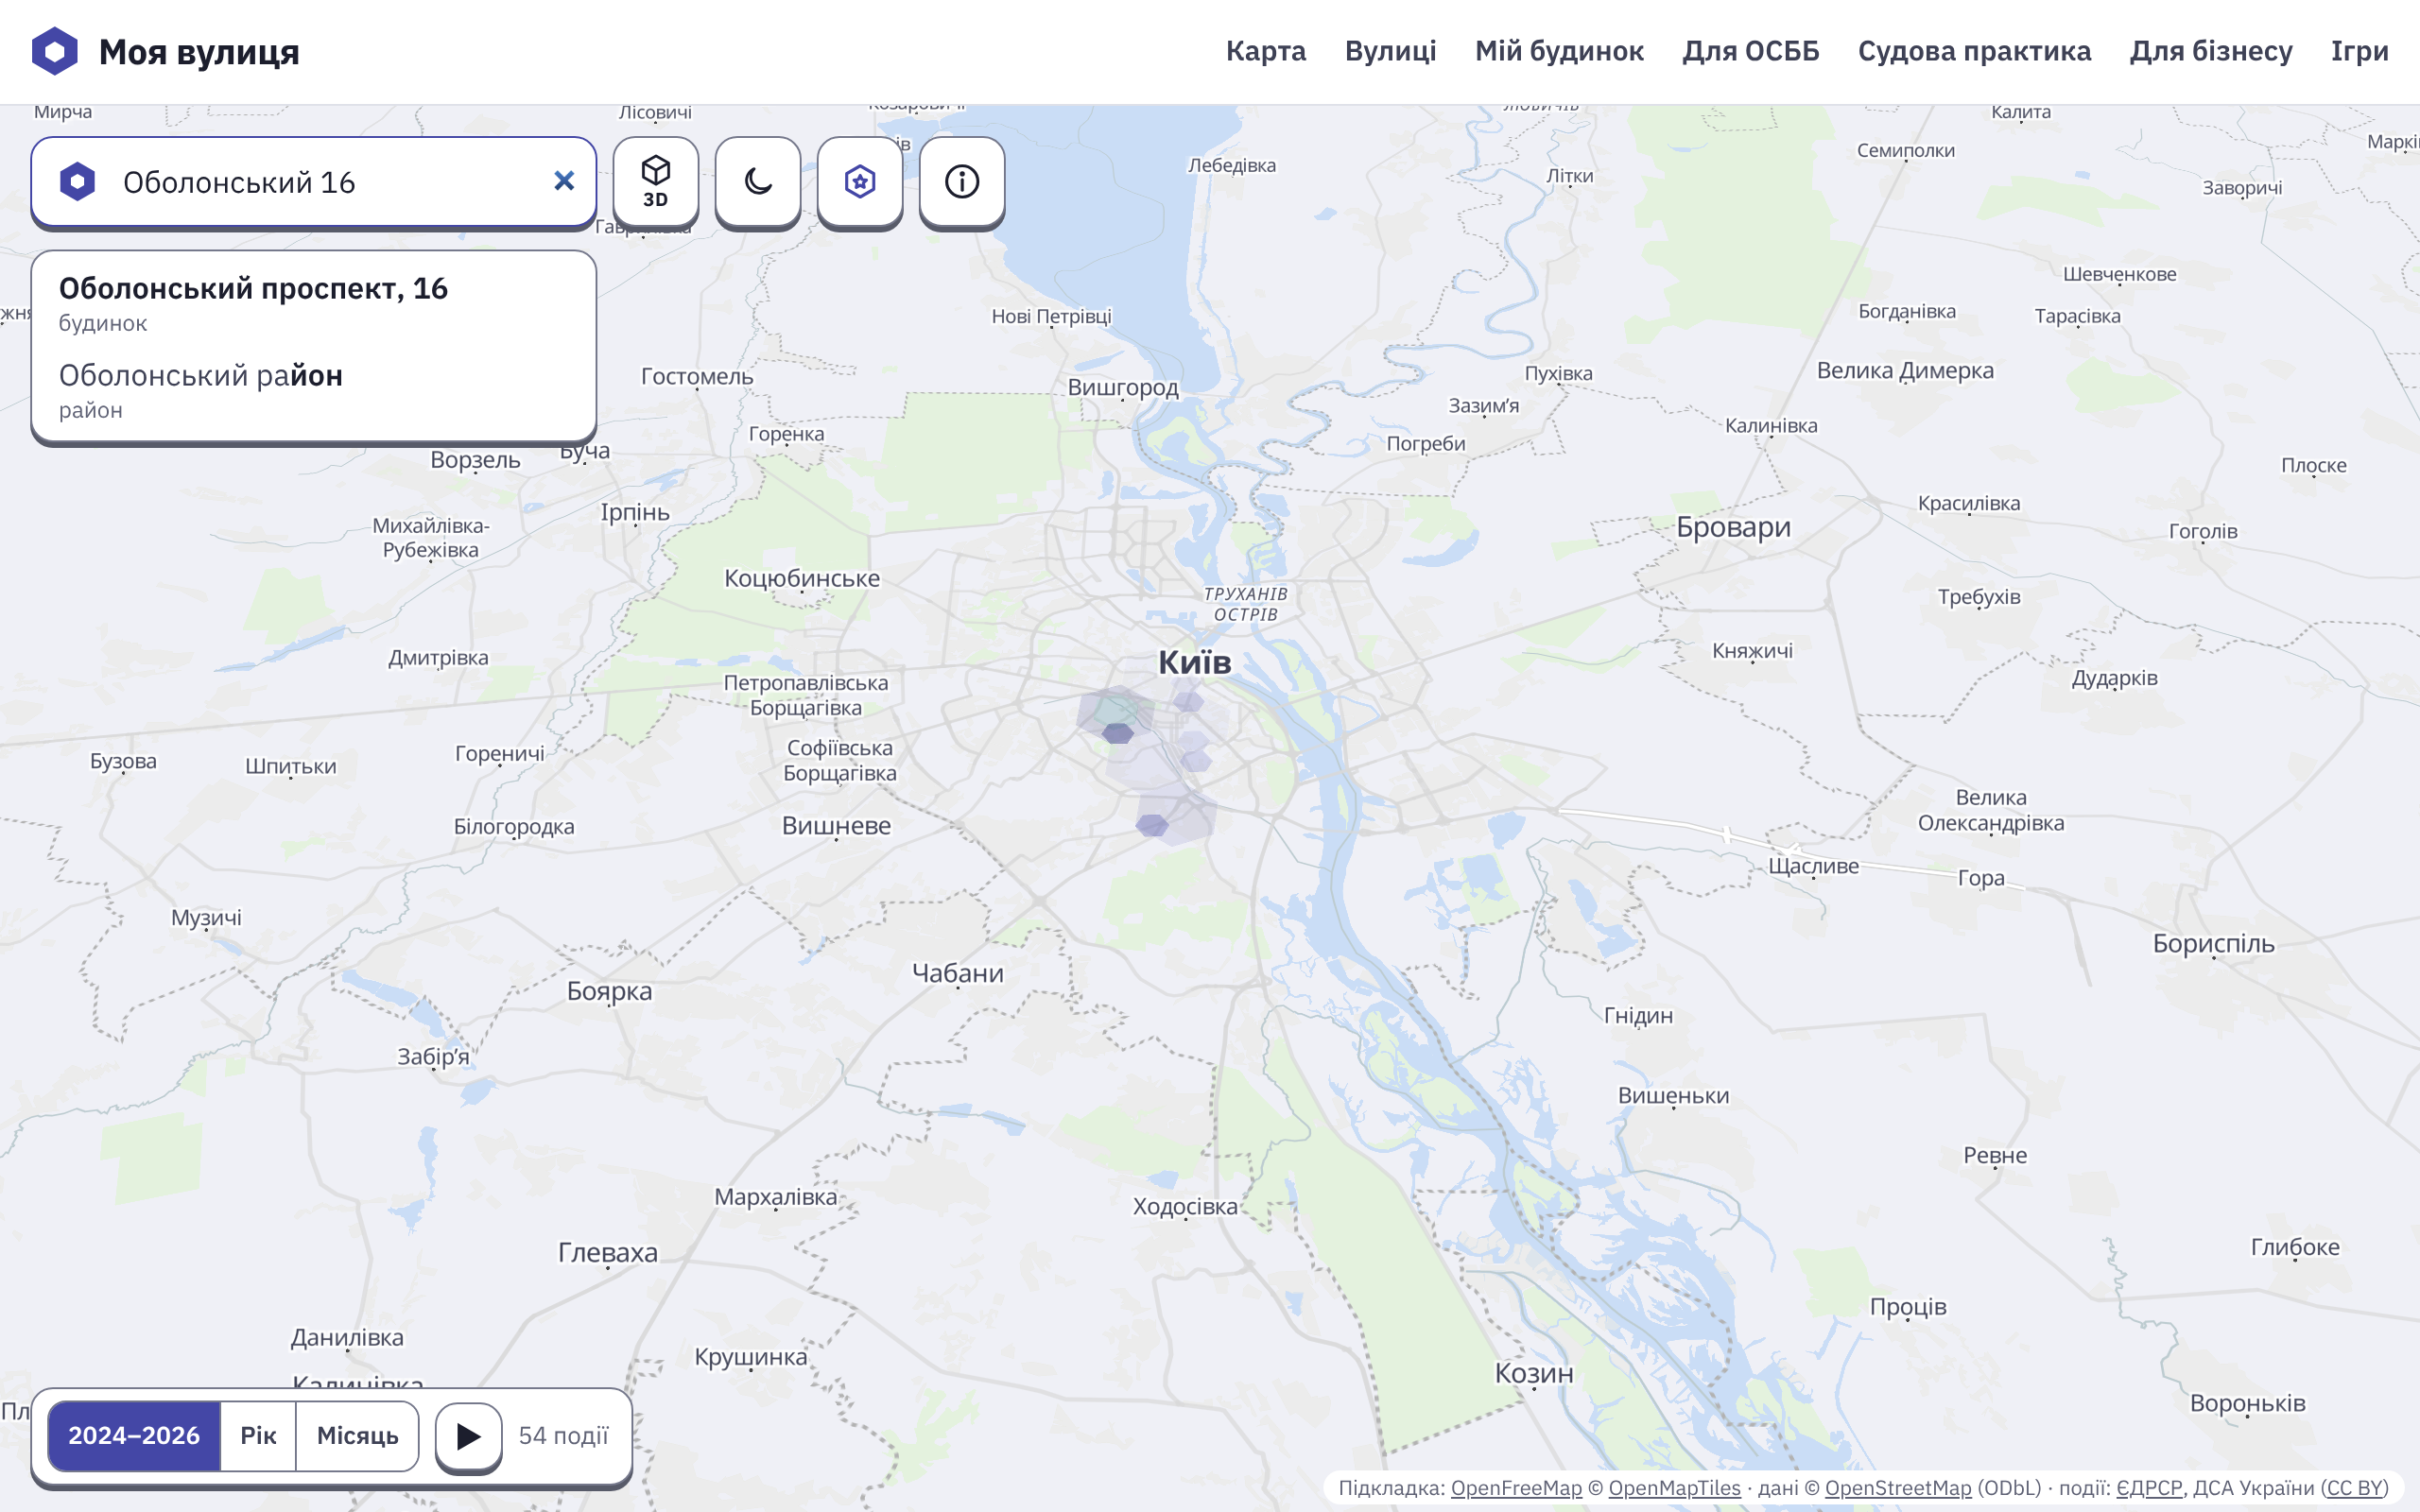 Моя вулиця
Карта Вулиці Мій будинок Для ОСББ Судова практика Для бізнесу Ігри
Мирча
Лісовичі
Калита
Оболонський 16
3D
Лебедівка
Літки
Семиполки
Заворичі
Оболонський проспект, 16
будинок
Оболонський район
район
Нові Петрівці
Шевченкове
Богданівка
Тарасівка
Гостомель
Вишгород
Пухівка
Велика Димерка
Зазим’я
Горенка
Погреби
Калинівка
Ворзель
Буча
Плоске
Ірпінь
Михайлівка-
Рубежівка
Бровари
Красилівка
Гоголів
Коцюбинське
ТРУХАНІВ
ОСТРІВ
Требухів
Дмитрівка
Київ
Княжичі
Петропавлівська
Борщагівка
Дударків
Бузова
Шпитьки
Гореничі
Софіївська
Борщагівка
Білогородка
Вишневе
Велика
Олександрівка
Щасливе
Гора
Музичі
Чабани
Бориспіль
Боярка
Гнідин
Забір’я
Вишеньки
Ревне
Мархалівка
Ходосівка
Глеваха
Глибоке
Проців
Данилівка
Крушинка
Козин
Калинівка
Вороньків
2024–2026 Рік Місяць 54 події
Підкладка: OpenFreeMap © OpenMapTiles · дані © OpenStreetMap (ODbL) · події: ЄДРСР, ДСА України (CC BY)